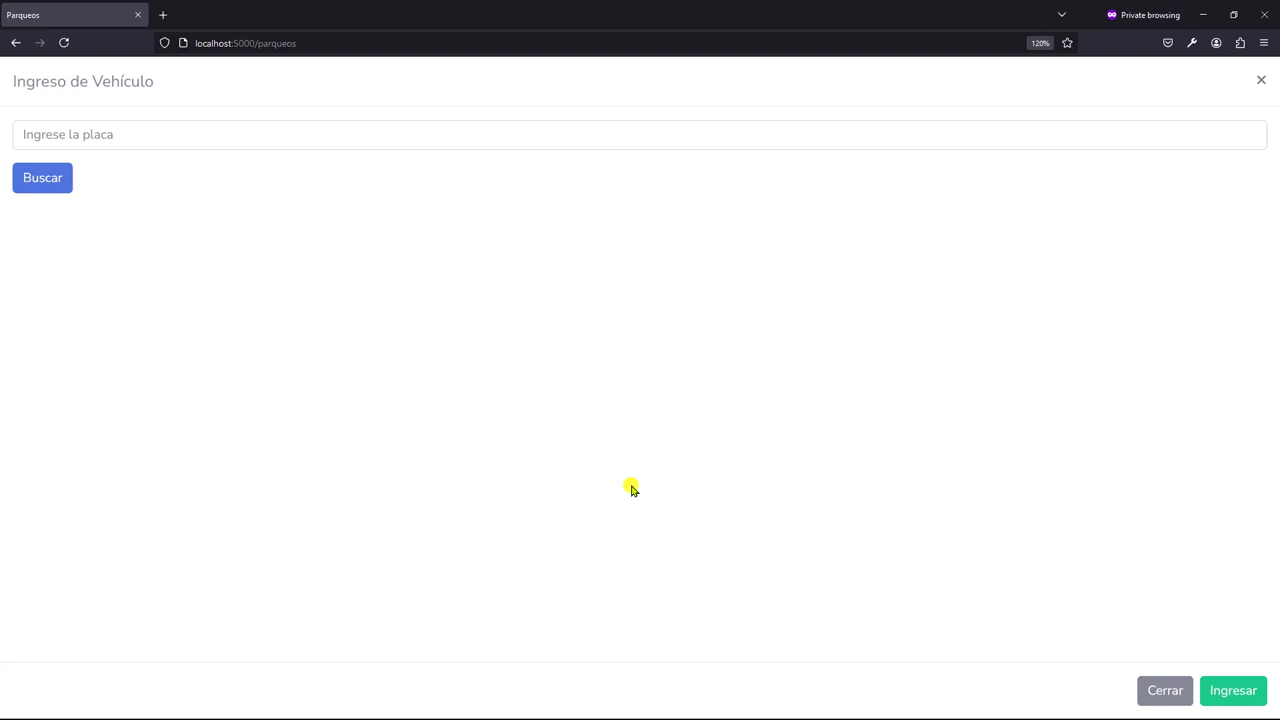 Parqueos
Private browsing
localhost:5000/parqueos
120%
Ingreso de Vehículo
Ingrese la placa
Buscar
Cerrar
Ingresar